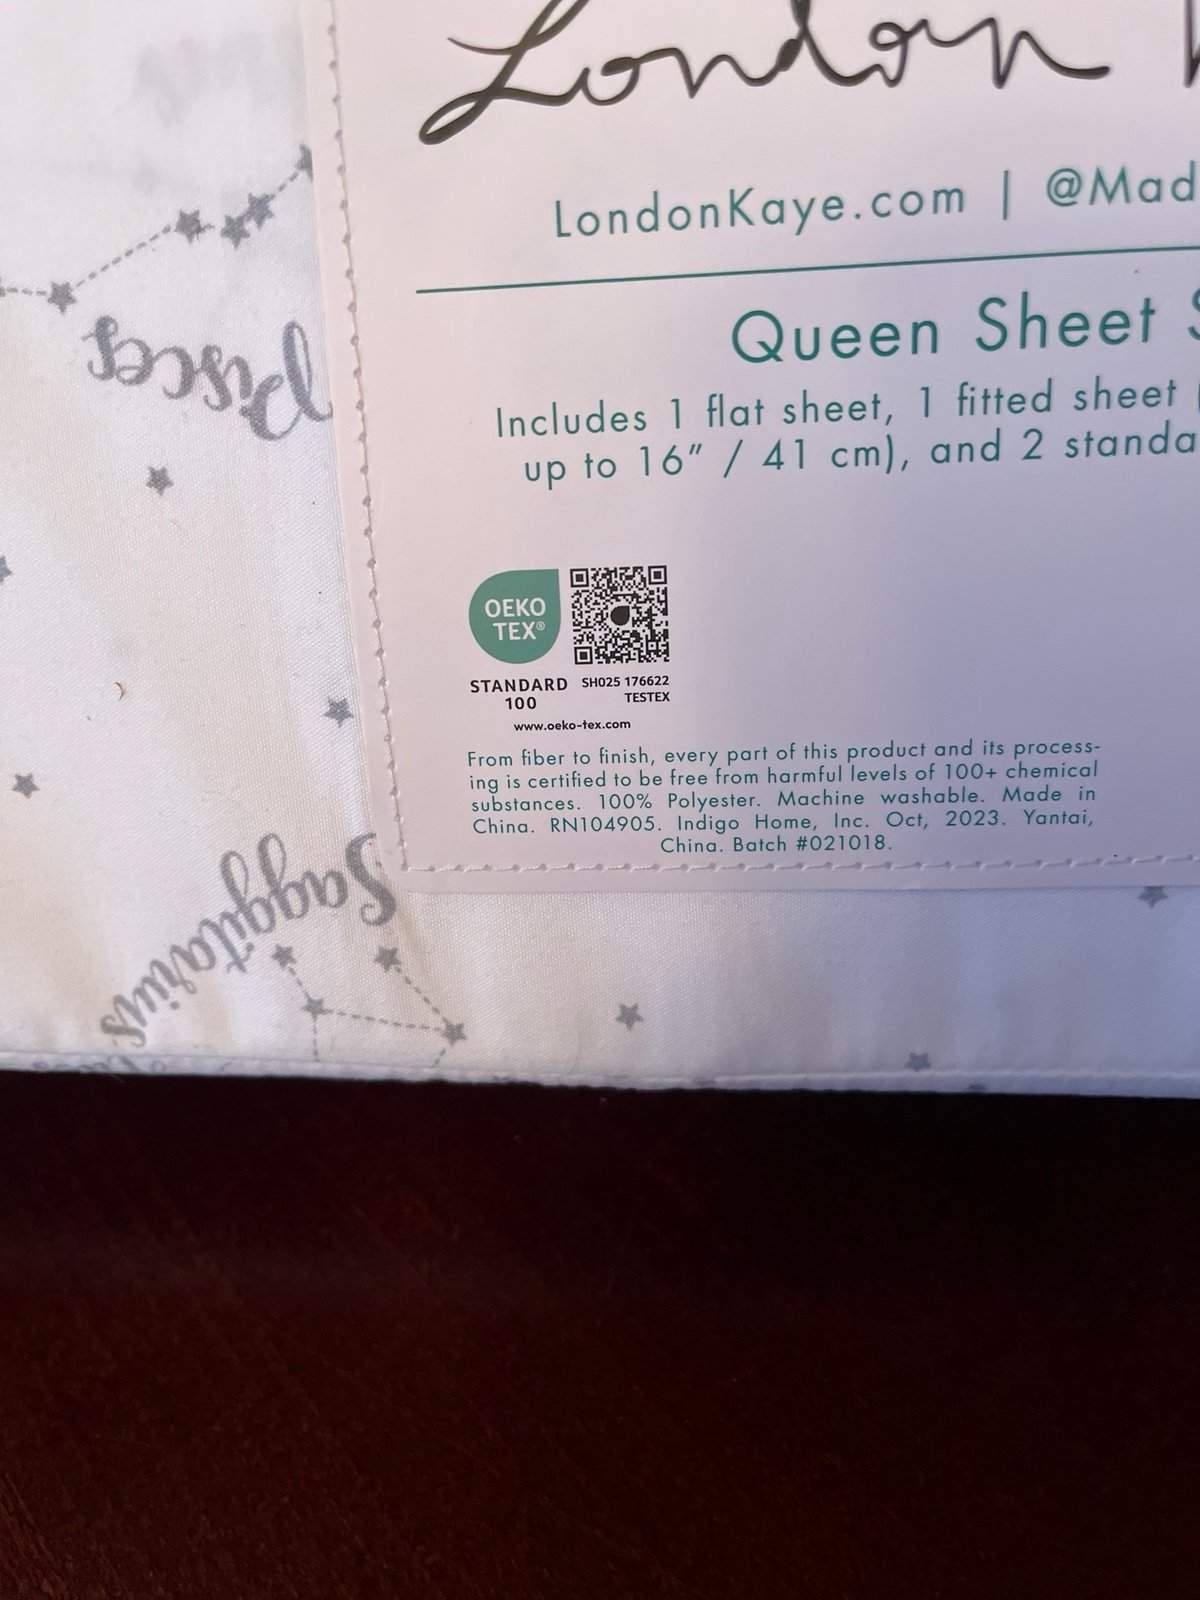 London
LondonKaye.com | @Mad
Queen Sheet S
Includes 1 flat sheet, 1 fitted sheet (
up to 16” / 41 cm), and 2 standa
Pisces
OEKO
TEX®
STANDARD
100
SH025 176622
TESTEX
www.oeko-tex.com
From fiber to finish, every part of this product and its process-
ing is certified to be free from harmful levels of 100+ chemical
substances. 100% Polyester. Machine washable. Made in
China. RN104905. Indigo Home, Inc. Oct, 2023. Yantai,
China. Batch #021018.
Sagittarius